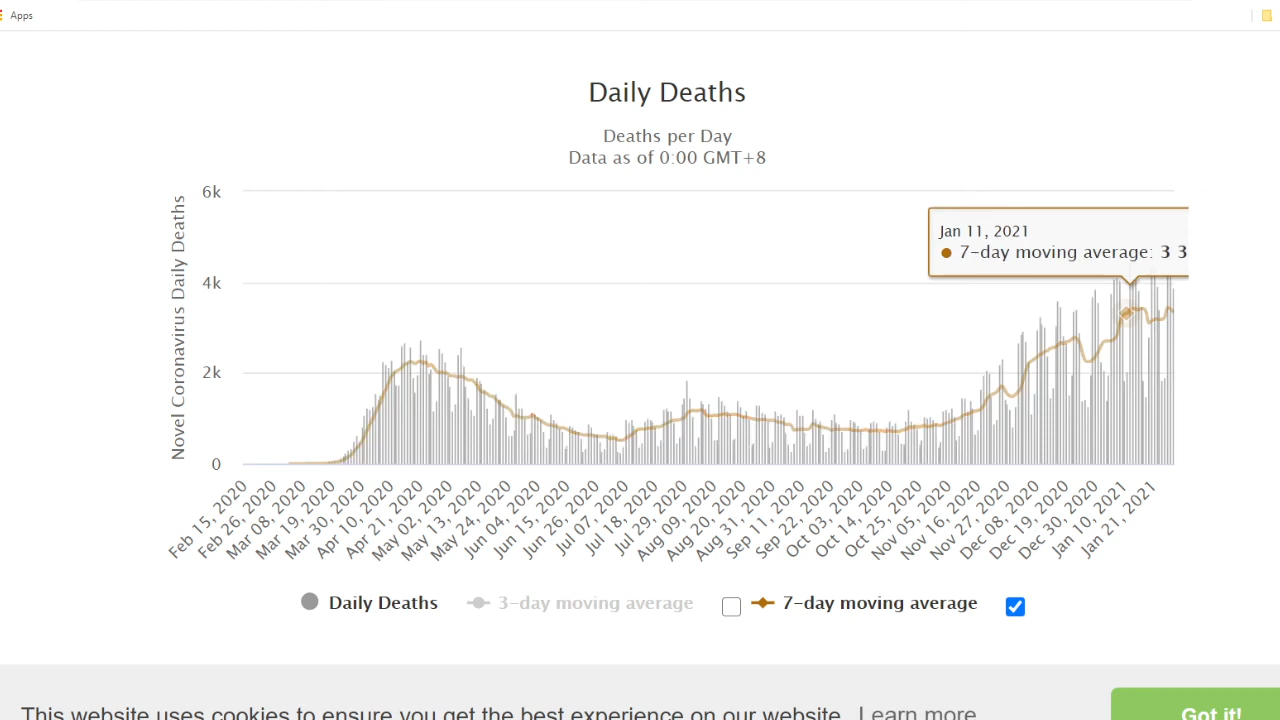 Apps
Daily Deaths
Deaths per Day
Data as of 0:00 GMT+8
Novel Coronavirus Daily Deaths
6k
4k
2k
0
Jan 11, 2021
7-day moving average: 3 3
Feb 15, 2020
Feb 26, 2020
Mar 08, 2020
Mar 19, 2020
Mar 30, 2020
Apr 10, 2020
Apr 21, 2020
May 02, 2020
May 13, 2020
May 24, 2020
Jun 04, 2020
Jun 15, 2020
Jun 26, 2020
Jul 07, 2020
Jul 18, 2020
Jul 29, 2020
Aug 09, 2020
Aug 20, 2020
Aug 31, 2020
Sep 11, 2020
Sep 22, 2020
Oct 03, 2020
Oct 14, 2020
Oct 25, 2020
Nov 05, 2020
Nov 16, 2020
Nov 27, 2020
Dec 08, 2020
Dec 19, 2020
Dec 30, 2020
Jan 10, 2021
Jan 21, 2021
Daily Deaths
3-day moving average
7-day moving average
This website uses cookies to ensure you get the best experience on our website. Learn more
Got it!